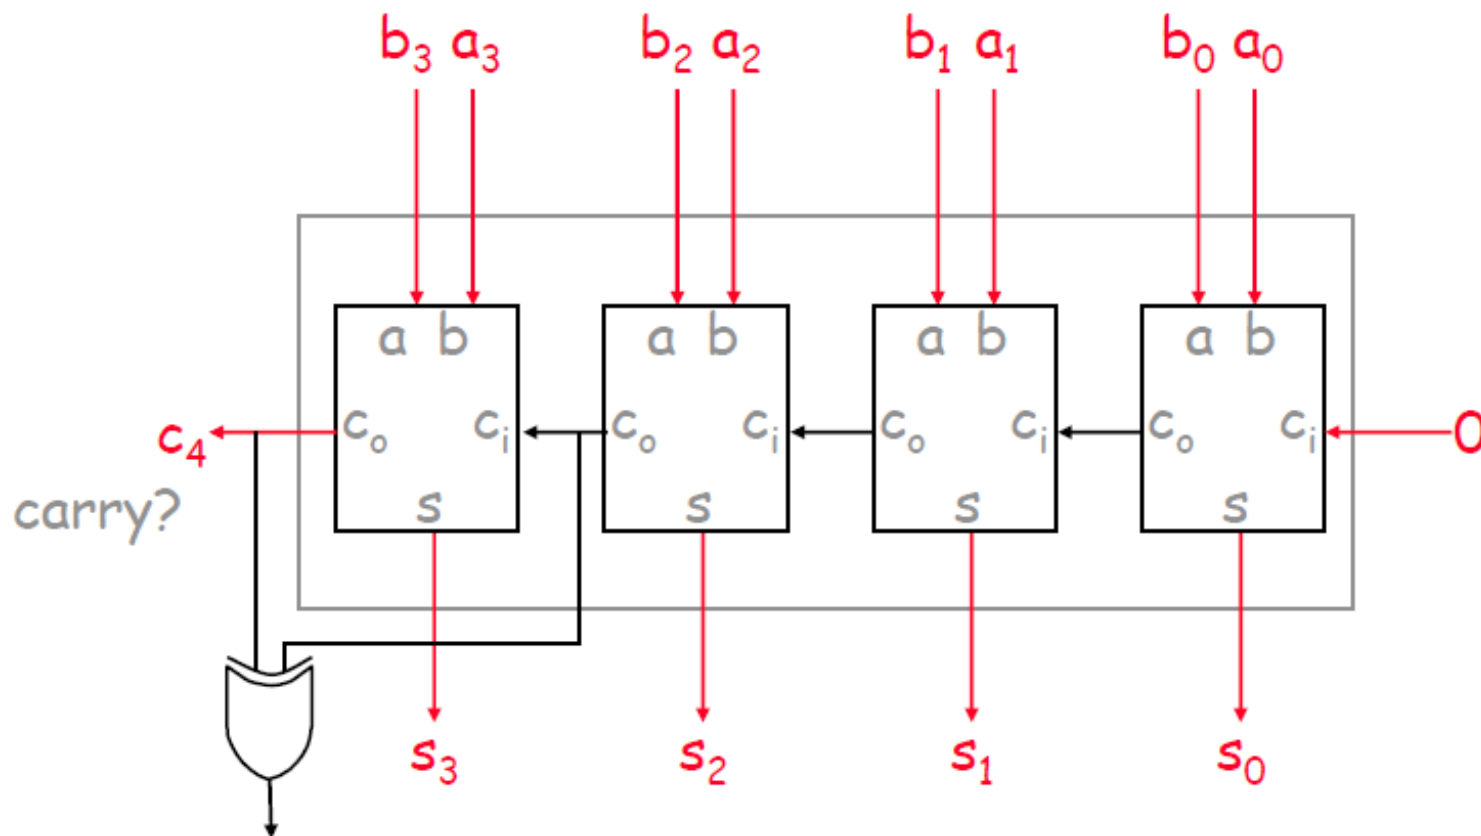 b₃ a₃ b₂ a₂ b₁ a₁ b₀ a₀
a b a b a b a b
c₄ cₒ cᵢ cₒ cᵢ cₒ cᵢ cₒ cᵢ 0
carry? s s s s
s₃ s₂ s₁ s₀